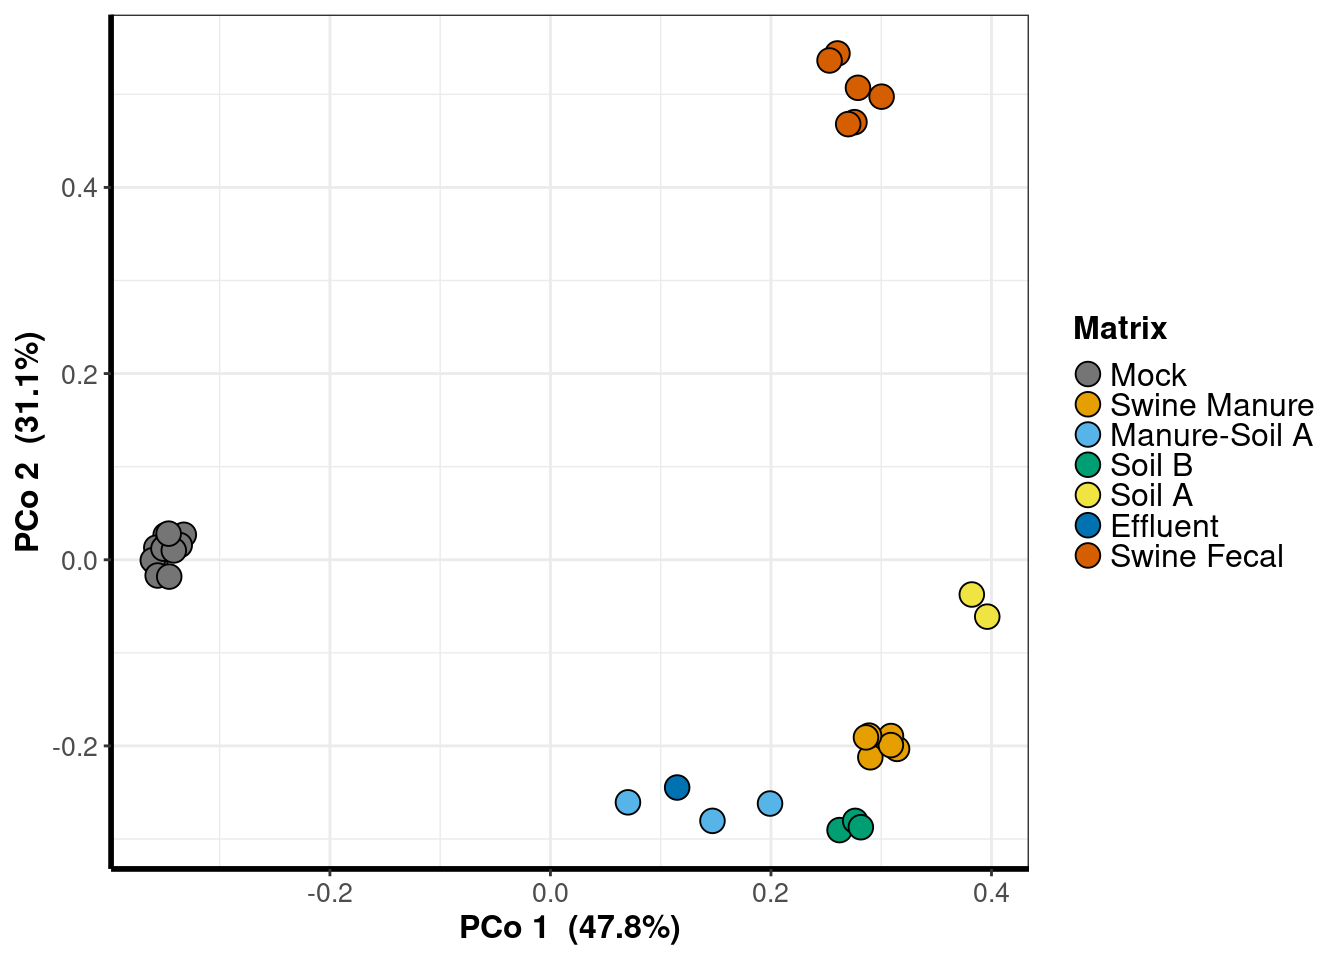 PCo 2 (31.1%)
0.4
0.2
0.0
-0.2
-0.2
0.0
0.2
0.4
PCo 1 (47.8%)
Matrix
Mock
Swine Manure
Manure-Soil A
Soil B
Soil A
Effluent
Swine Fecal